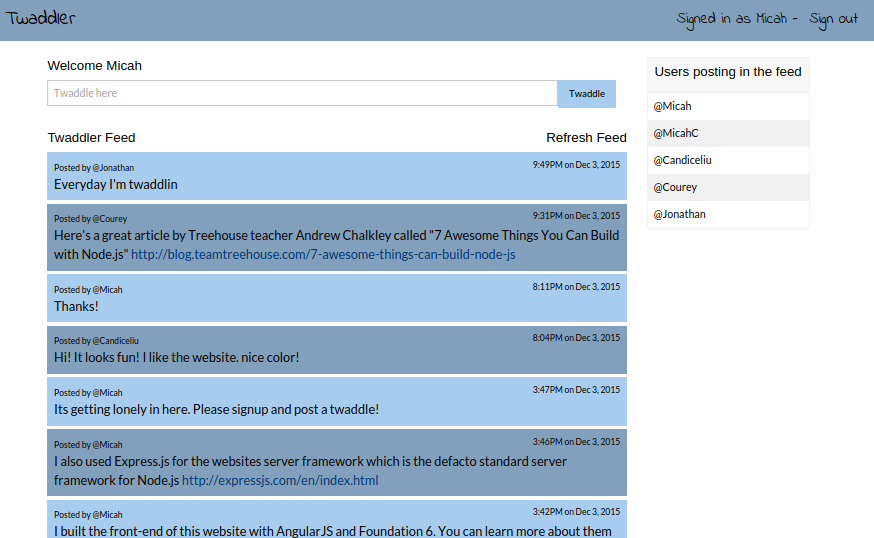 Twaddler
Signed in as Micah - Sign out
Welcome Micah
Twaddle here
Twaddle
Twaddler Feed
Refresh Feed
Posted by @Jonathan
9:49PM on Dec 3, 2015
Everyday I'm twaddlin
Posted by @Courey
9:31PM on Dec 3, 2015
Here's a great article by Treehouse teacher Andrew Chalkley called "7 Awesome Things You Can Build
with Node.js" http://blog.teamtreehouse.com/7-awesome-things-can-build-node-js
Posted by @Micah
8:11PM on Dec 3, 2015
Thanks!
Posted by @Candiceliu
8:04PM on Dec 3, 2015
Hi! It looks fun! I like the website. nice color!
Posted by @Micah
3:47PM on Dec 3, 2015
Its getting lonely in here. Please signup and post a twaddle!
Posted by @Micah
3:46PM on Dec 3, 2015
I also used Express.js for the websites server framework which is the defacto standard server
framework for Node.js http://expressjs.com/en/index.html
Posted by @Micah
3:42PM on Dec 3, 2015
I built the front-end of this website with AngularJS and Foundation 6. You can learn more about them
Users posting in the feed
@Micah
@MicahC
@Candiceliu
@Courey
@Jonathan